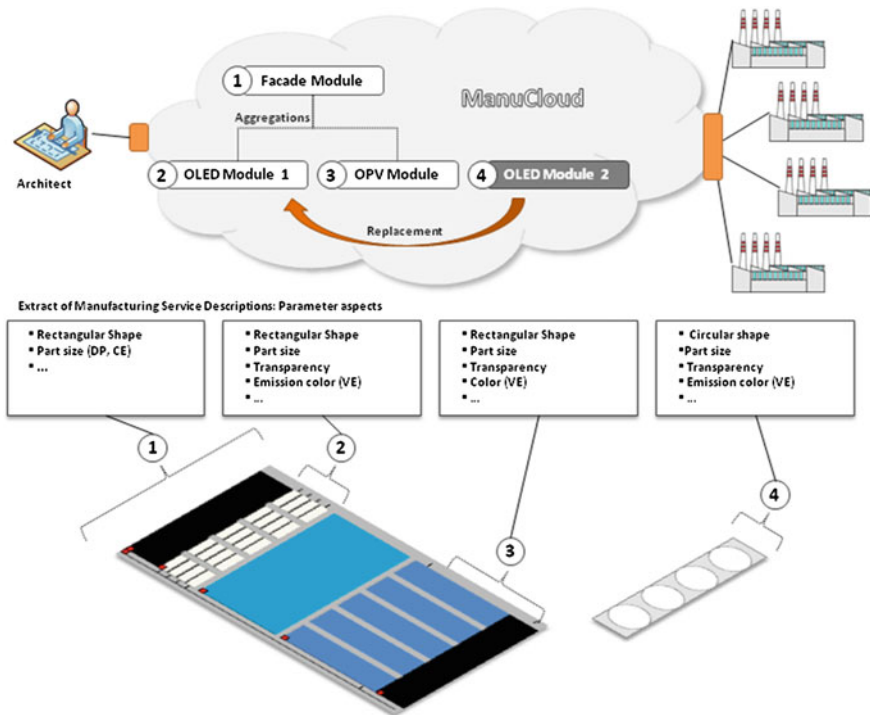 1 Facade Module
ManuCloud
Aggregations
Architect
2 OLED Module 1
3 OPV Module
4 OLED Module 2
Replacement
Extract of Manufacturing Service Descriptions: Parameter aspects
▪ Rectangular Shape
▪ Part size (DP, CE)
▪ ...
▪ Rectangular Shape
▪ Part size
▪ Transparency
▪ Emission color (VE)
▪ ...
▪ Rectangular Shape
▪ Part size
▪ Transparency
▪ Color (VE)
▪ ...
▪ Circular shape
▪ Part size
▪ Transparency
▪ Emission color (VE)
▪ ...
1
2
3
4